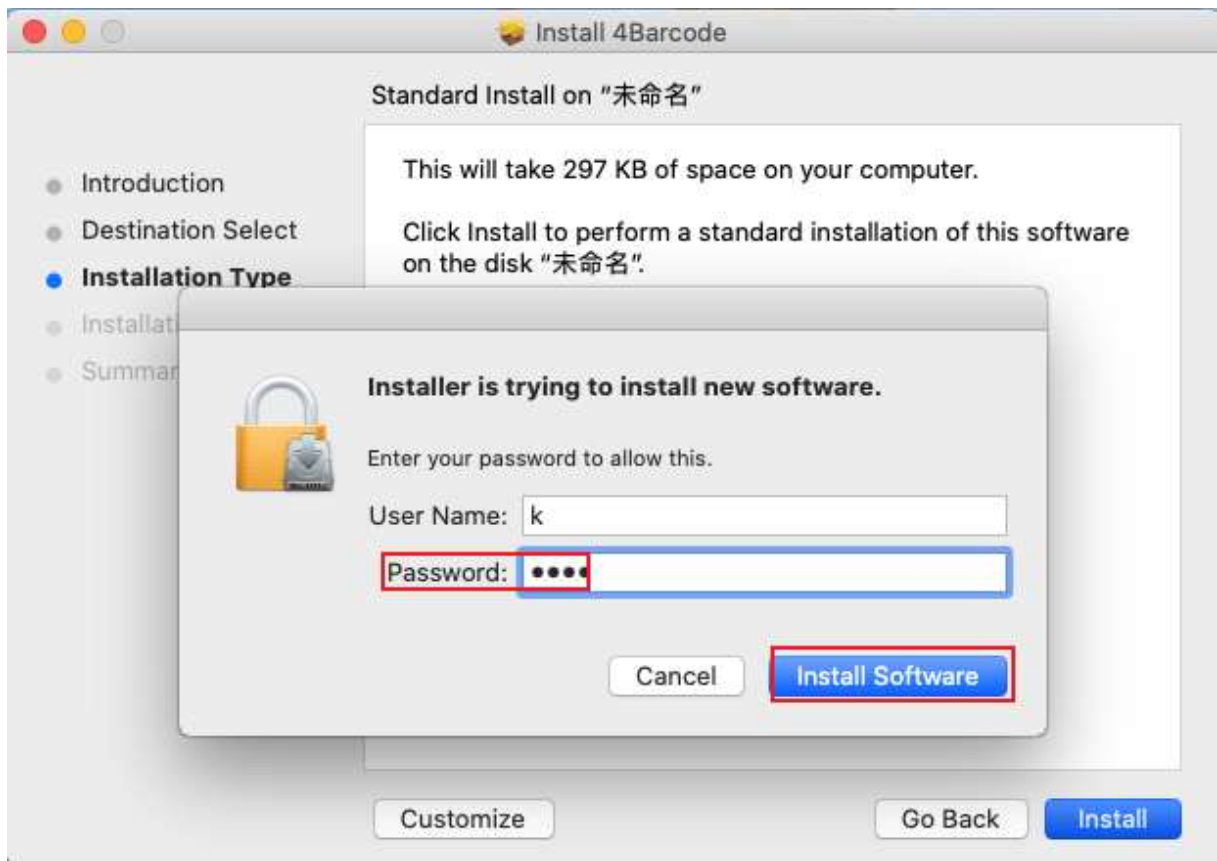 Install 4Barcode
Standard Install on "未命名"
Introduction
Destination Select
Installation Type
Summar
This will take 297 KB of space on your computer.
Click Install to perform a standard installation of this software
on the disk "未命名".
Installer is trying to install new software.
Enter your password to allow this.
User Name: k
Password: ••••
Cancel
Install Software
Customize
Go Back
Install